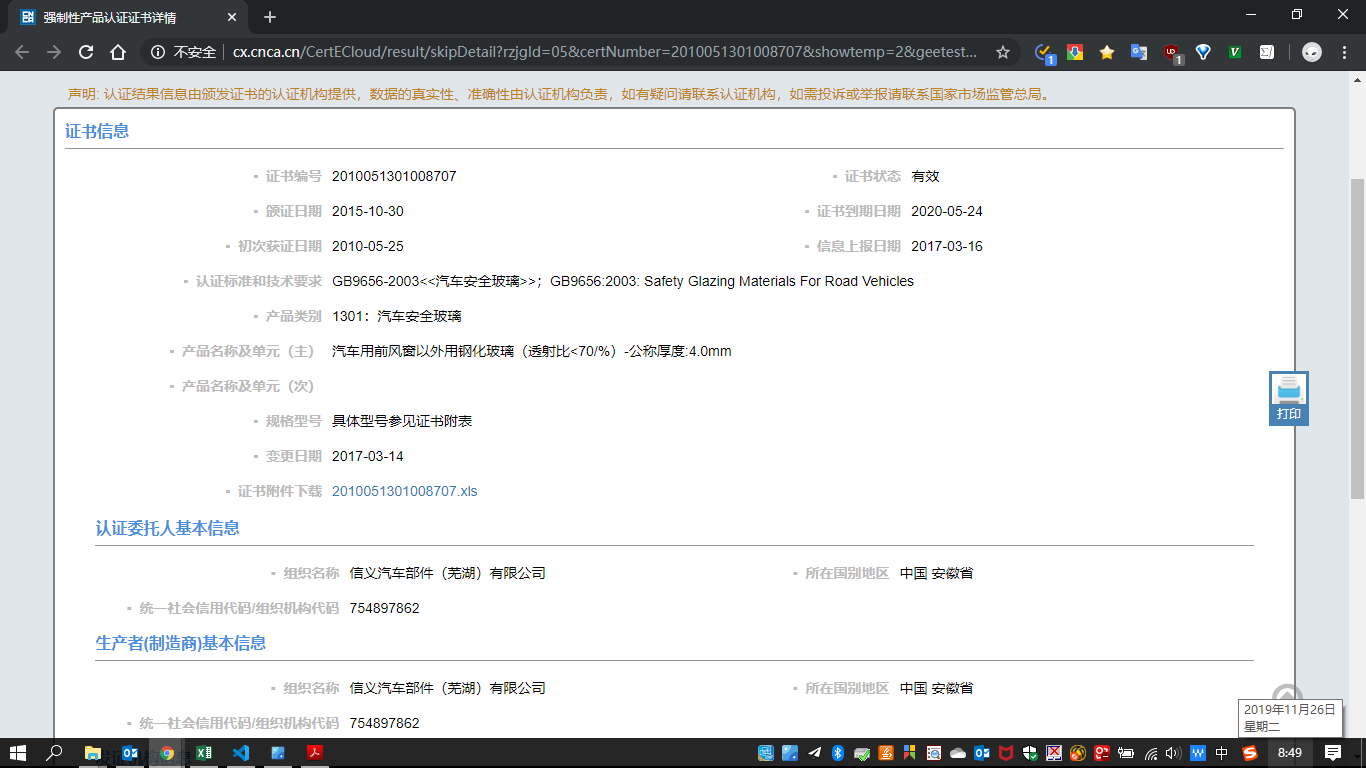 强制性产品认证证书详情
不安全 cx.cnca.cn/CertECloud/result/skipDetail?rzjgId=05&certNumber=2010051301008707&showtemp=2&geetest...
声明: 认证结果信息由颁发证书的认证机构提供，数据的真实性、准确性由认证机构负责，如有疑问请联系认证机构，如需投诉或举报请联系国家市场监管总局。
证书信息
证书编号 2010051301008707 证书状态 有效
颁证日期 2015-10-30 证书到期日期 2020-05-24
初次获证日期 2010-05-25 信息上报日期 2017-03-16
认证标准和技术要求 GB9656-2003<<汽车安全玻璃>>；GB9656:2003: Safety Glazing Materials For Road Vehicles
产品类别 1301：汽车安全玻璃
产品名称及单元（主） 汽车用前风窗以外用钢化玻璃（透射比<70/%）-公称厚度:4.0mm
产品名称及单元（次）
打印
规格型号 具体型号参见证书附表
变更日期 2017-03-14
证书附件下载 2010051301008707.xls
认证委托人基本信息
组织名称 信义汽车部件（芜湖）有限公司 所在国别地区 中国 安徽省
统一社会信用代码/组织机构代码 754897862
生产者(制造商)基本信息
组织名称 信义汽车部件（芜湖）有限公司 所在国别地区 中国 安徽省
统一社会信用代码/组织机构代码 754897862
2019年11月26日
星期二
中 8:49